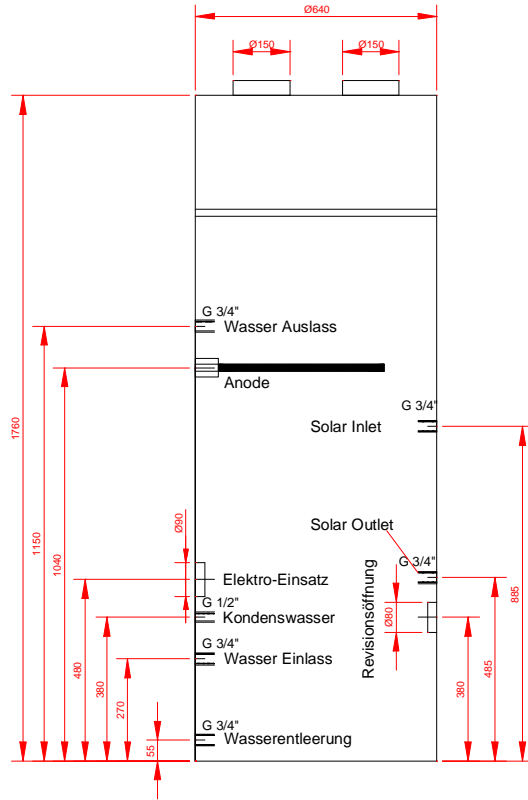 Ø640
Ø150
Ø150
G 3/4"
Wasser Auslass
Anode
G 3/4"
Solar Inlet
1760
1150
1040
Ø90
885
Solar Outlet
G 3/4"
Elektro-Einsatz
Revisionsöffnung
Ø80
G 1/2"
Kondenswasser
G 3/4"
Wasser Einlass
480
380
270
485
380
G 3/4"
Wasserentleerung
55